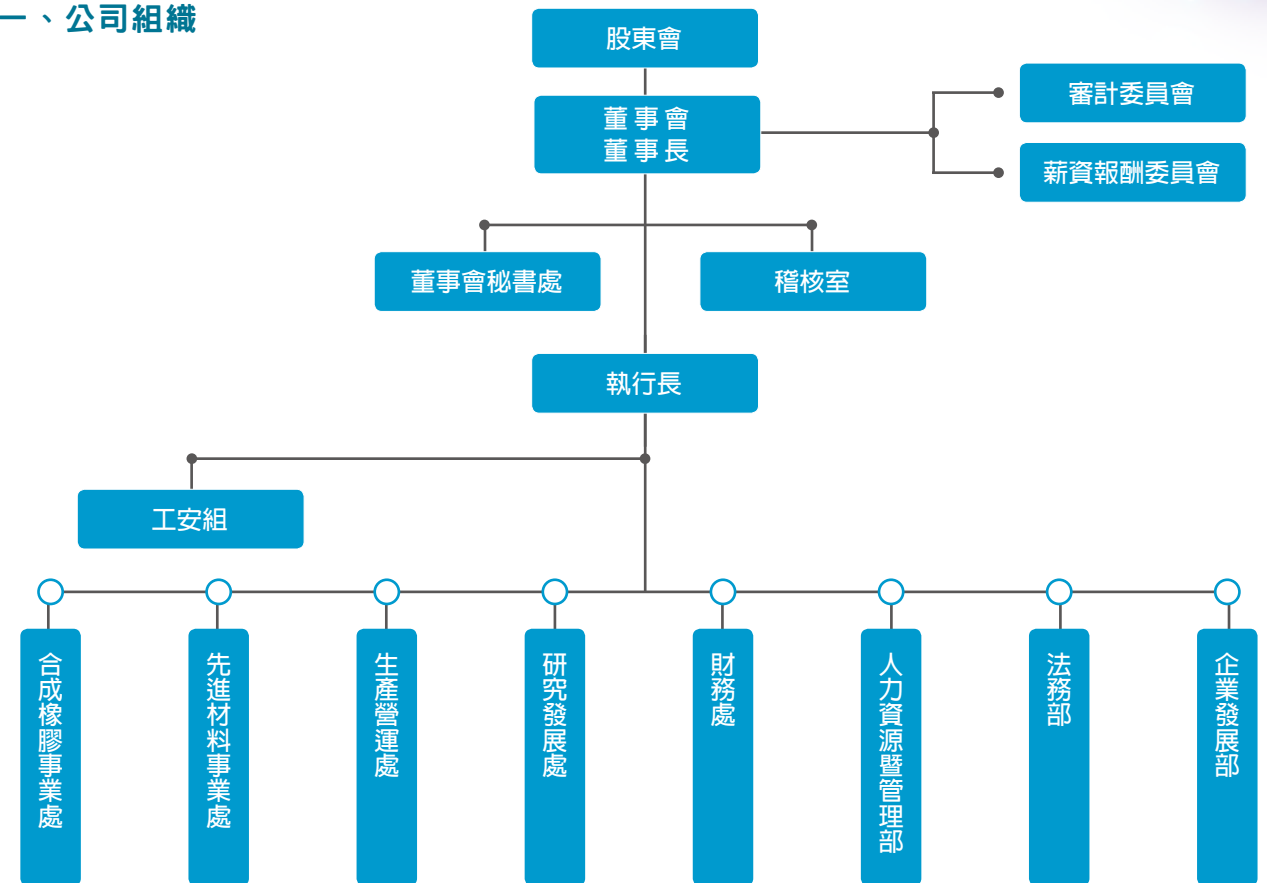 一、公司組織
股東會
董事會
董事長
審計委員會
薪資報酬委員會
董事會秘書處
稽核室
執行長
工安組
合成橡膠事業處
先進材料事業處
生產營運處
研究發展處
財務處
人力資源暨管理部
法務部
企業發展部